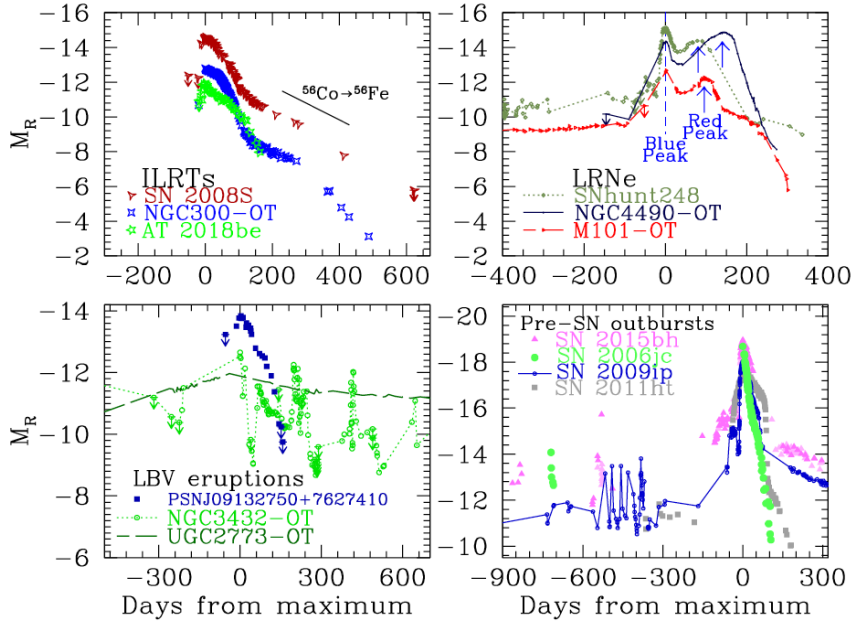 −16
−14
−12
−10
−8
−6
−4
−2
M_R
⁵⁶Co→⁵⁶Fe
ILRTs
SN 2008S
NGC300−OT
AT 2018be
−200 0 200 400 600
−16
−14
−12
−10
−8
−6
−4
−2
Blue Peak
Red Peak
LRNe
SNhunt248
NGC4490−OT
M101−OT
−400 −200 0 200 400
−14
−12
−10
−8
−6
M_R
LBV eruptions
PSNJ09132750+7627410
NGC3432−OT
UGC2773−OT
−300 0 300 600
Days from maximum
−20
−18
−16
−14
−12
−10
Pre−SN outbursts
SN 2015bh
SN 2006jc
SN 2009ip
SN 2011ht
−900 −600 −300 0 300
Days from maximum